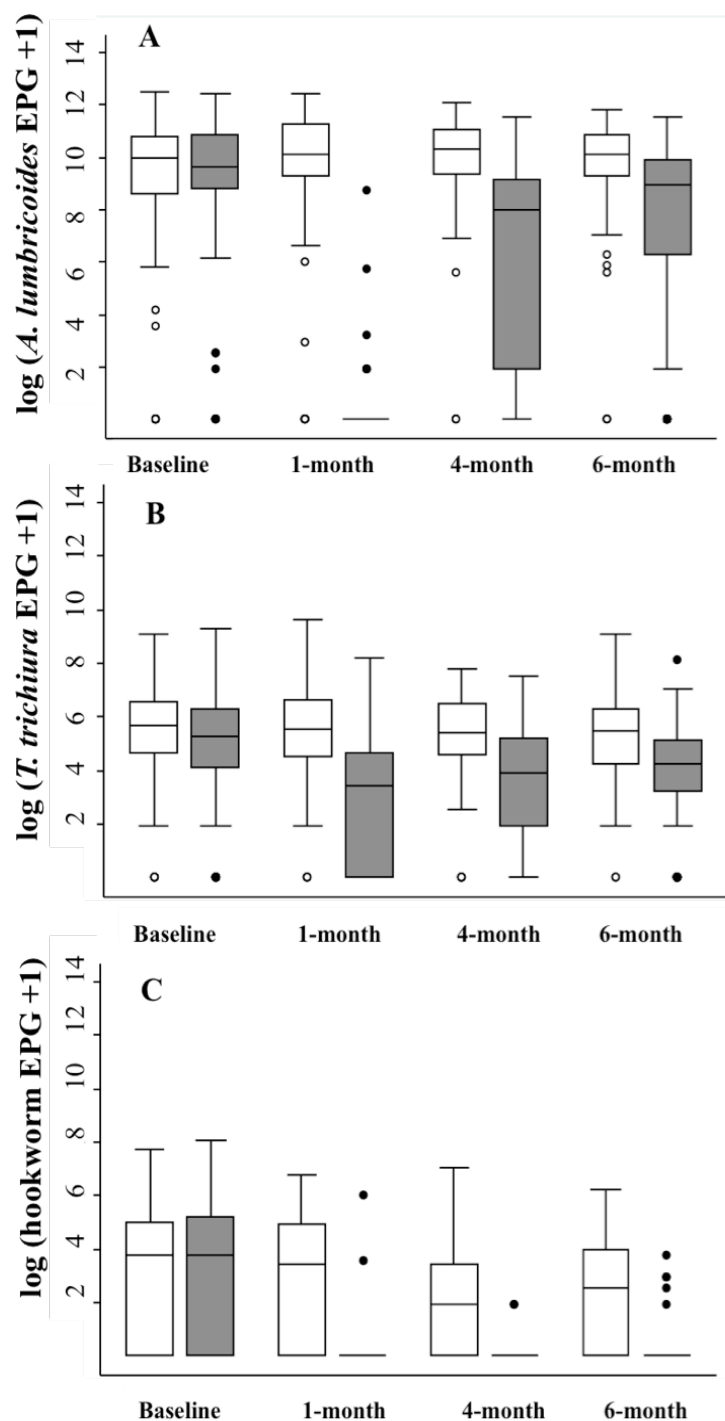 A
log (A. lumbricoides EPG +1)
14
12
10
8
6
4
2
Baseline 1-month 4-month 6-month
B
log (T. trichiura EPG +1)
14
12
10
8
6
4
2
Baseline 1-month 4-month 6-month
C
log (hookworm EPG +1)
14
12
10
8
6
4
2
Baseline 1-month 4-month 6-month